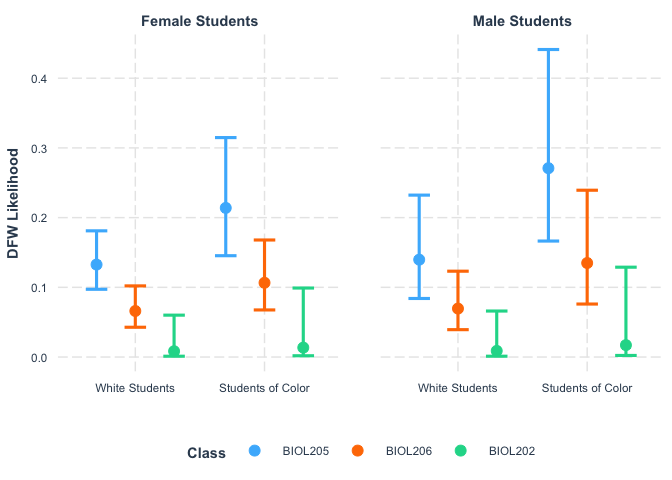 Female Students
Male Students
DFW Likelihood
0.4
0.3
0.2
0.1
0.0
White Students
Students of Color
White Students
Students of Color
Class
BIOL205
BIOL206
BIOL202